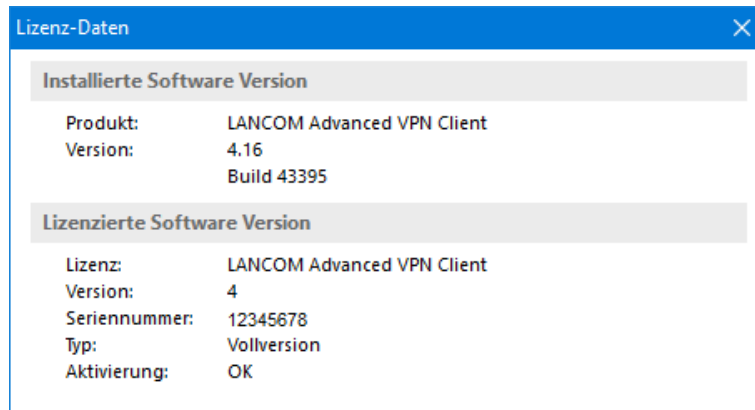 Lizenz-Daten
Installierte Software Version
Produkt: LANCOM Advanced VPN Client
Version: 4.16
Build 43395
Lizenzierte Software Version
Lizenz: LANCOM Advanced VPN Client
Version: 4
Seriennummer: 12345678
Typ: Vollversion
Aktivierung: OK